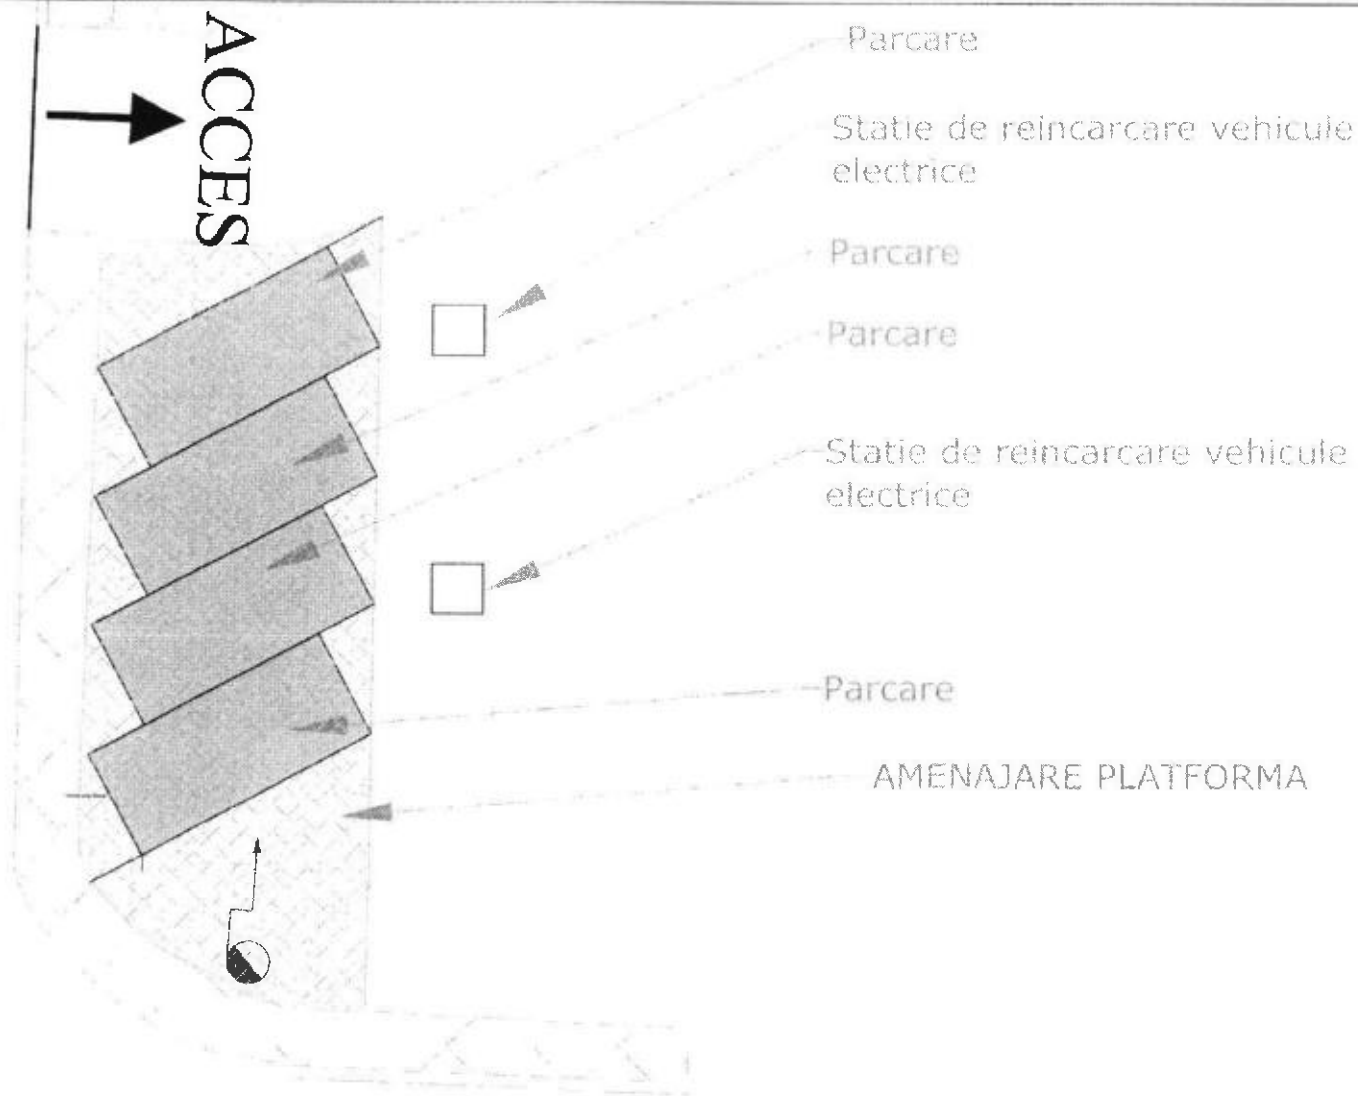 ACCES
Parcare
Statie de reincarcare vehicule
electrice
Parcare
Parcare
Statie de reincarcare vehicule
electrice
Parcare
AMENAJARE PLATFORMA